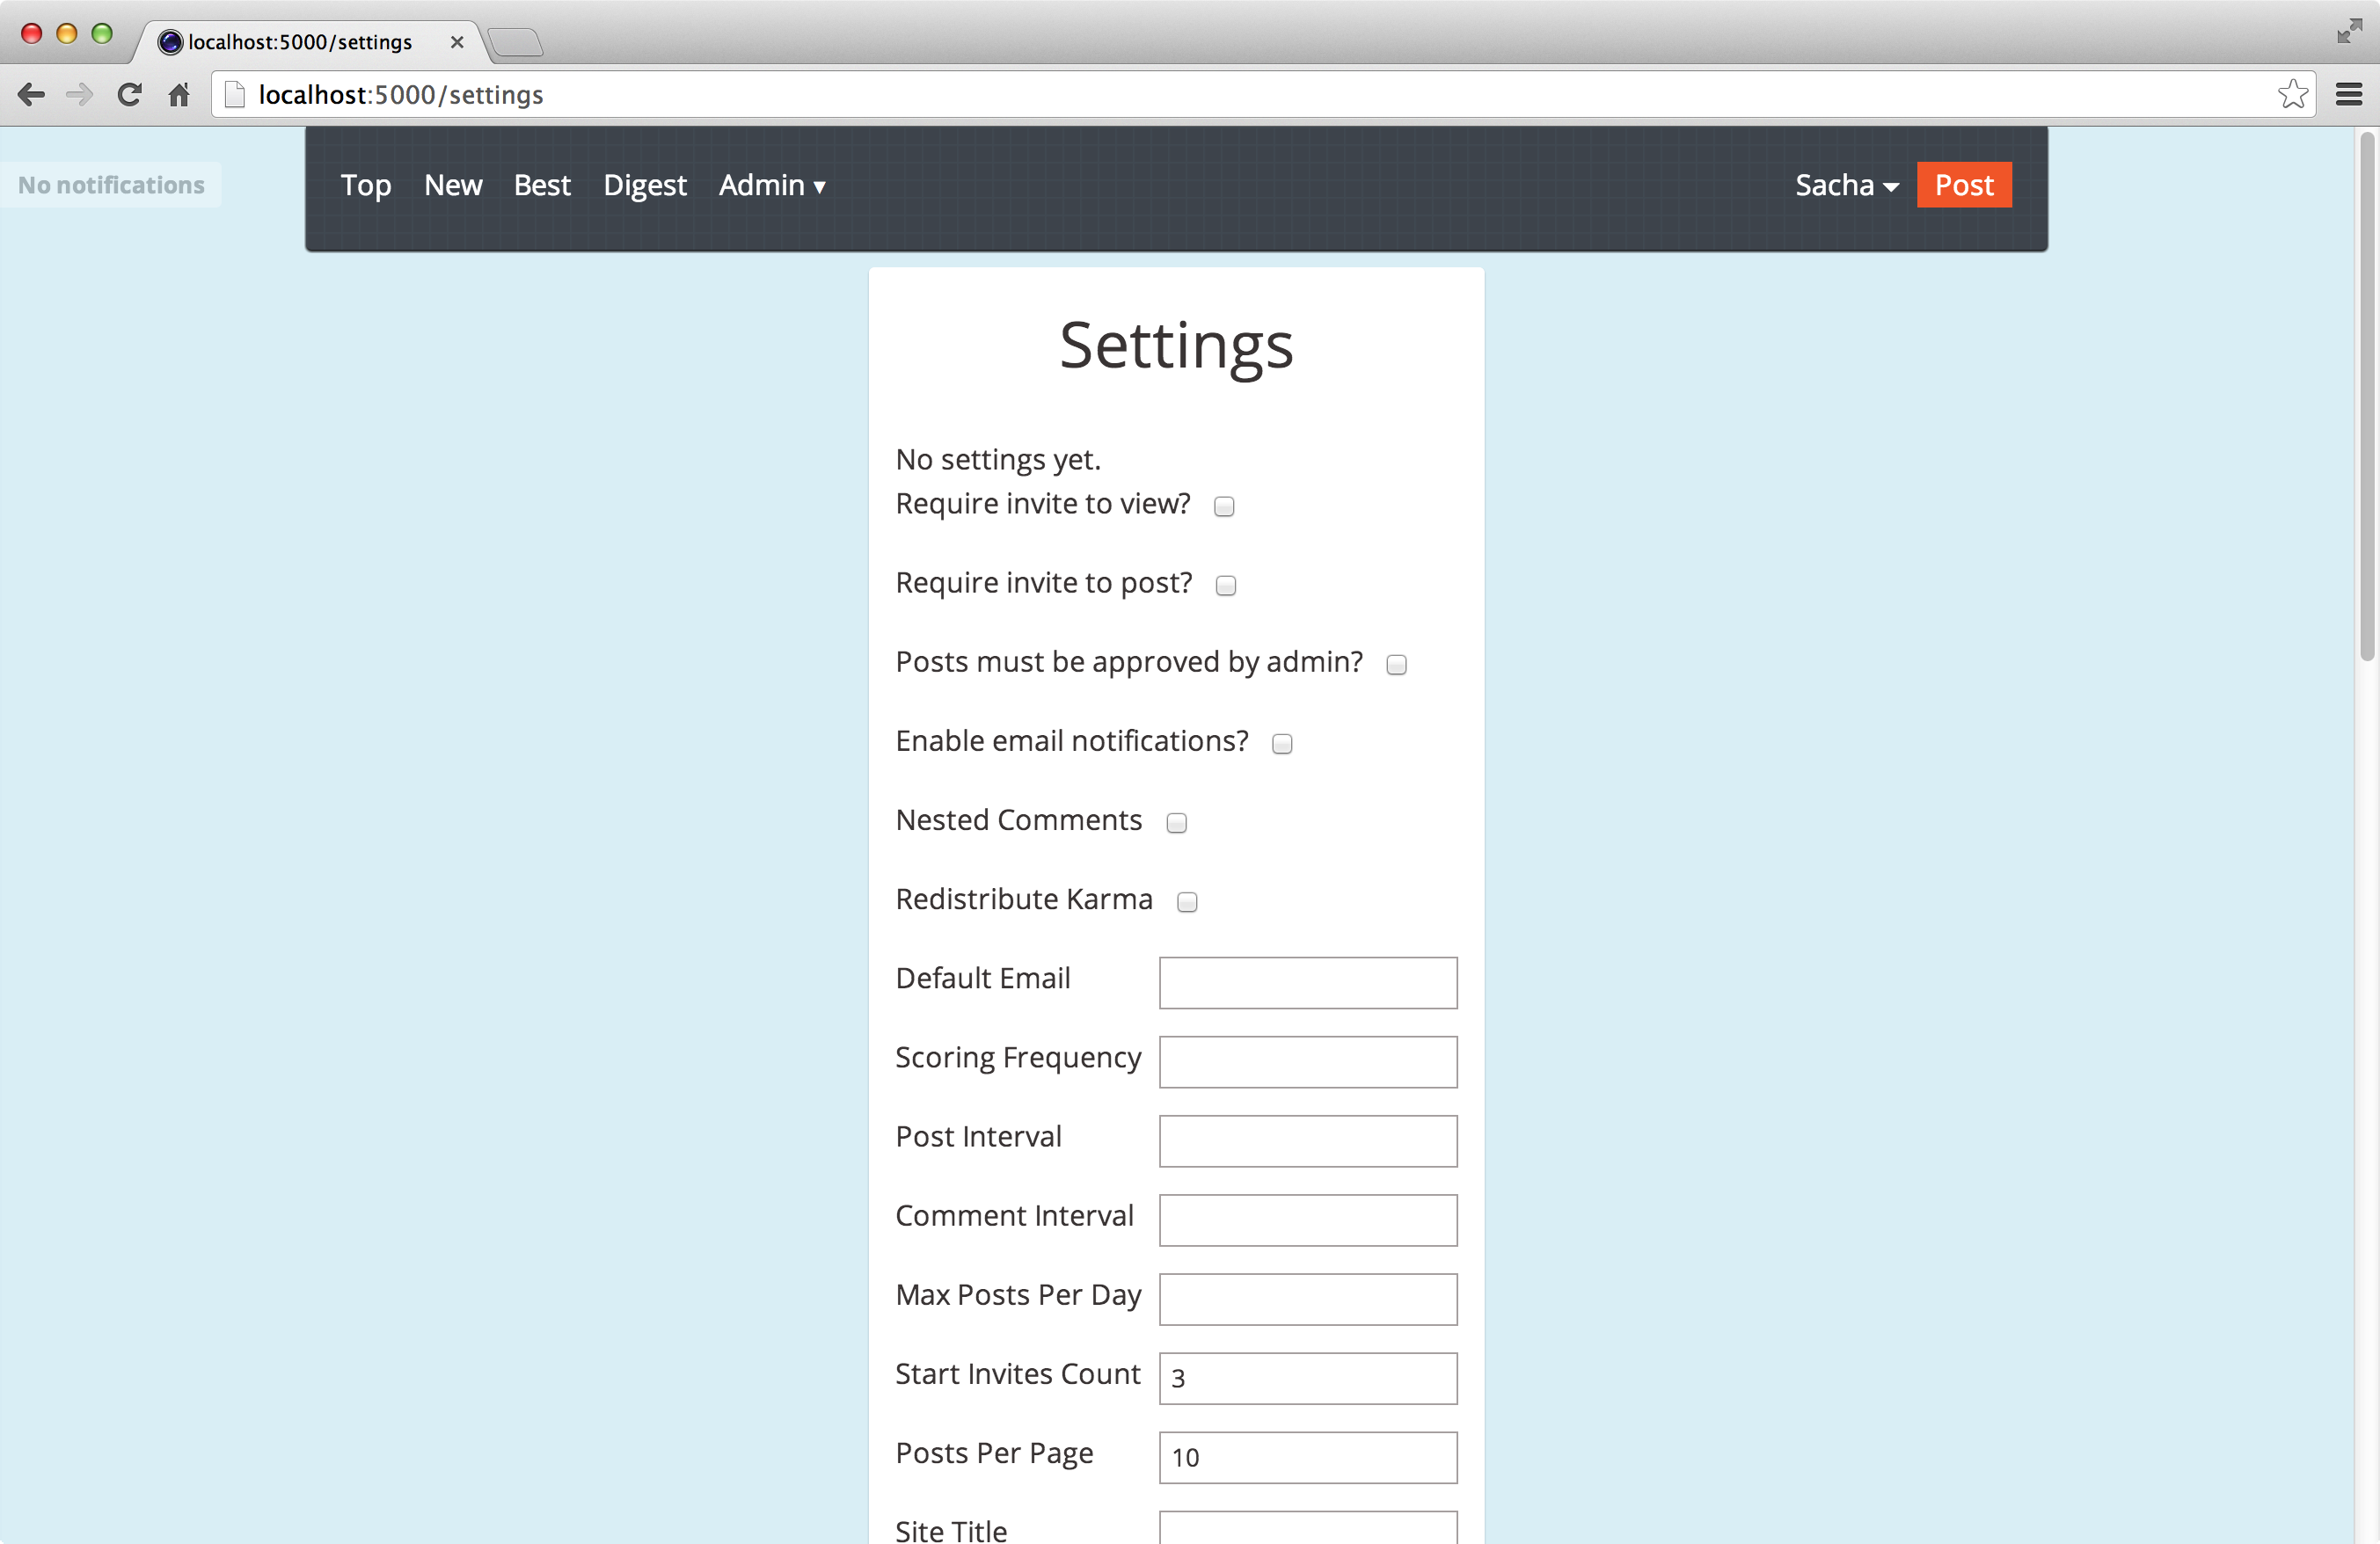 localhost:5000/settings
localhost:5000/settings
No notifications
Top New Best Digest Admin ▾ Sacha Post
Settings
No settings yet.
Require invite to view?
Require invite to post?
Posts must be approved by admin?
Enable email notifications?
Nested Comments
Redistribute Karma
Default Email
Scoring Frequency
Post Interval
Comment Interval
Max Posts Per Day
Start Invites Count 3
Posts Per Page 10
Site Title